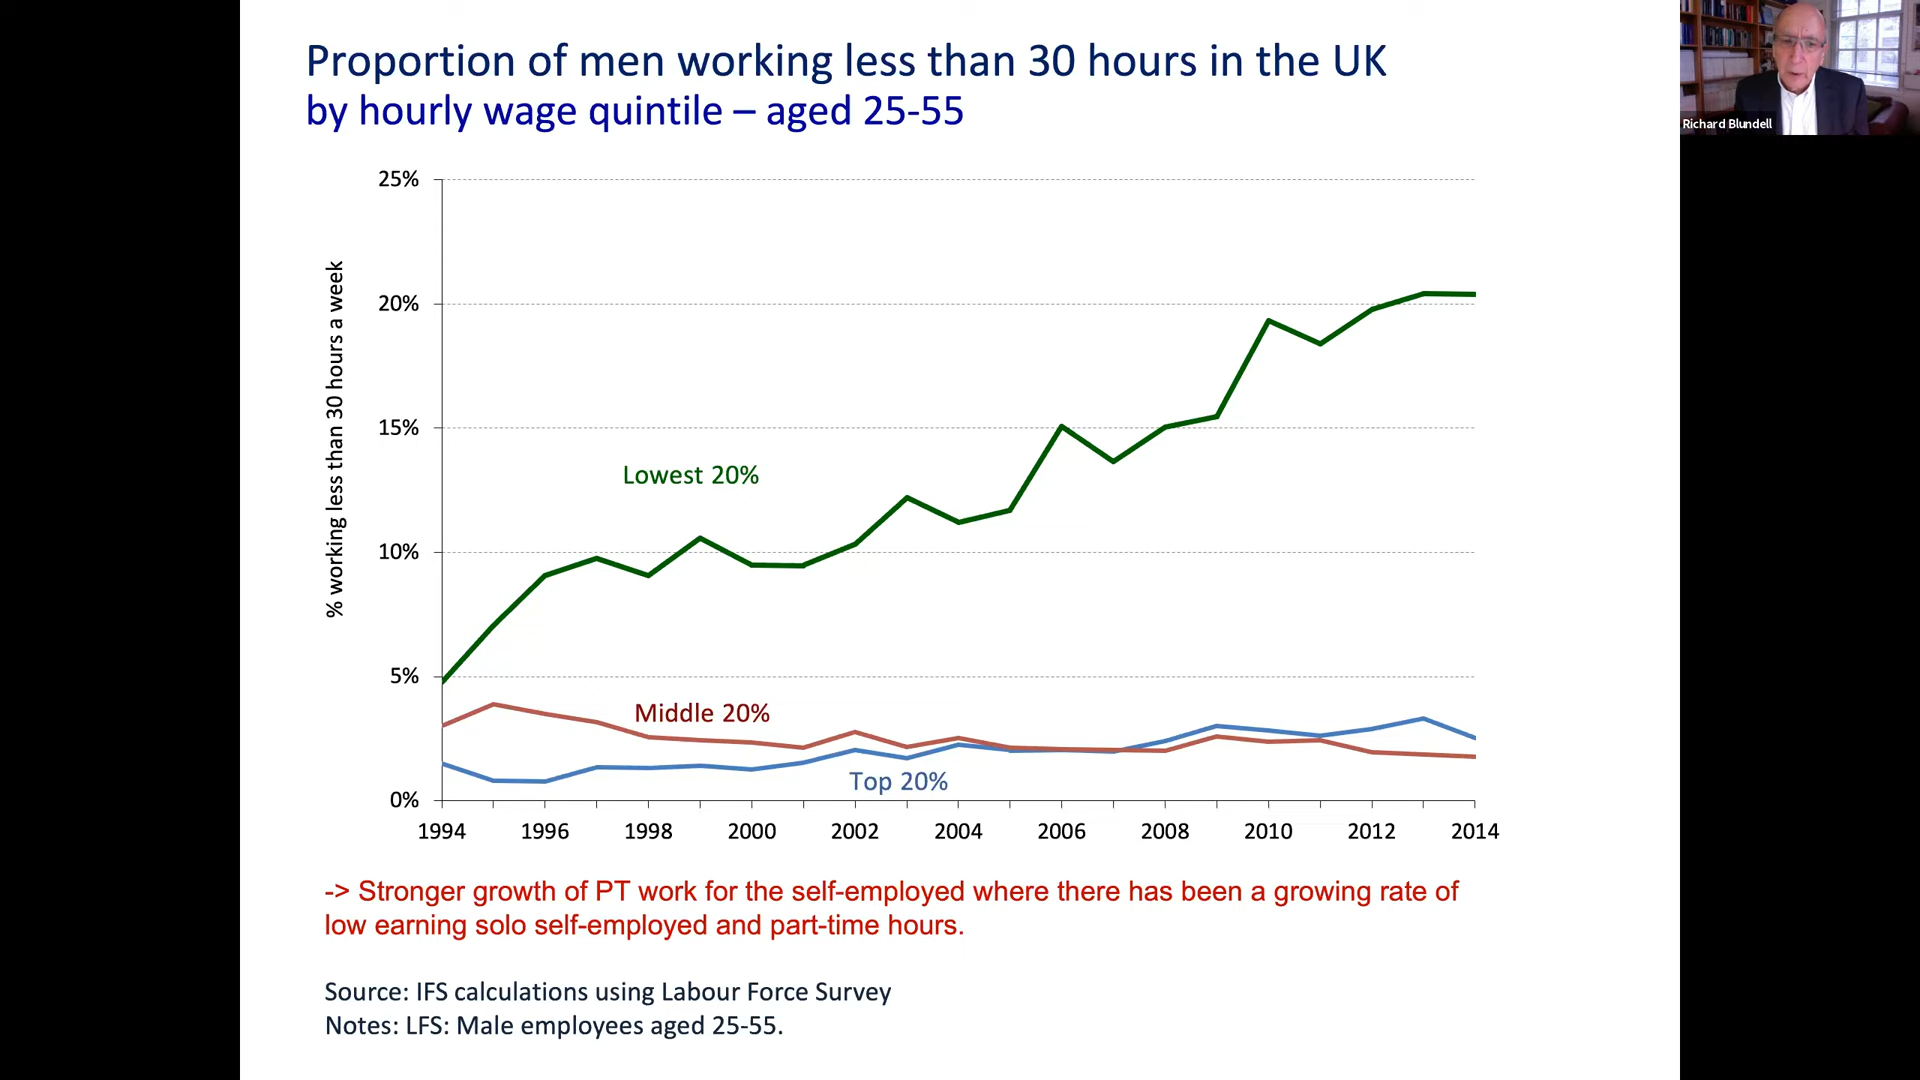 Proportion of men working less than 30 hours in the UK
by hourly wage quintile – aged 25-55
Richard Blundell
% working less than 30 hours a week
25%
20%
15%
10%
5%
0%
Lowest 20%
Middle 20%
Top 20%
1994 1996 1998 2000 2002 2004 2006 2008 2010 2012 2014
-> Stronger growth of PT work for the self-employed where there has been a growing rate of
low earning solo self-employed and part-time hours.
Source: IFS calculations using Labour Force Survey
Notes: LFS: Male employees aged 25-55.